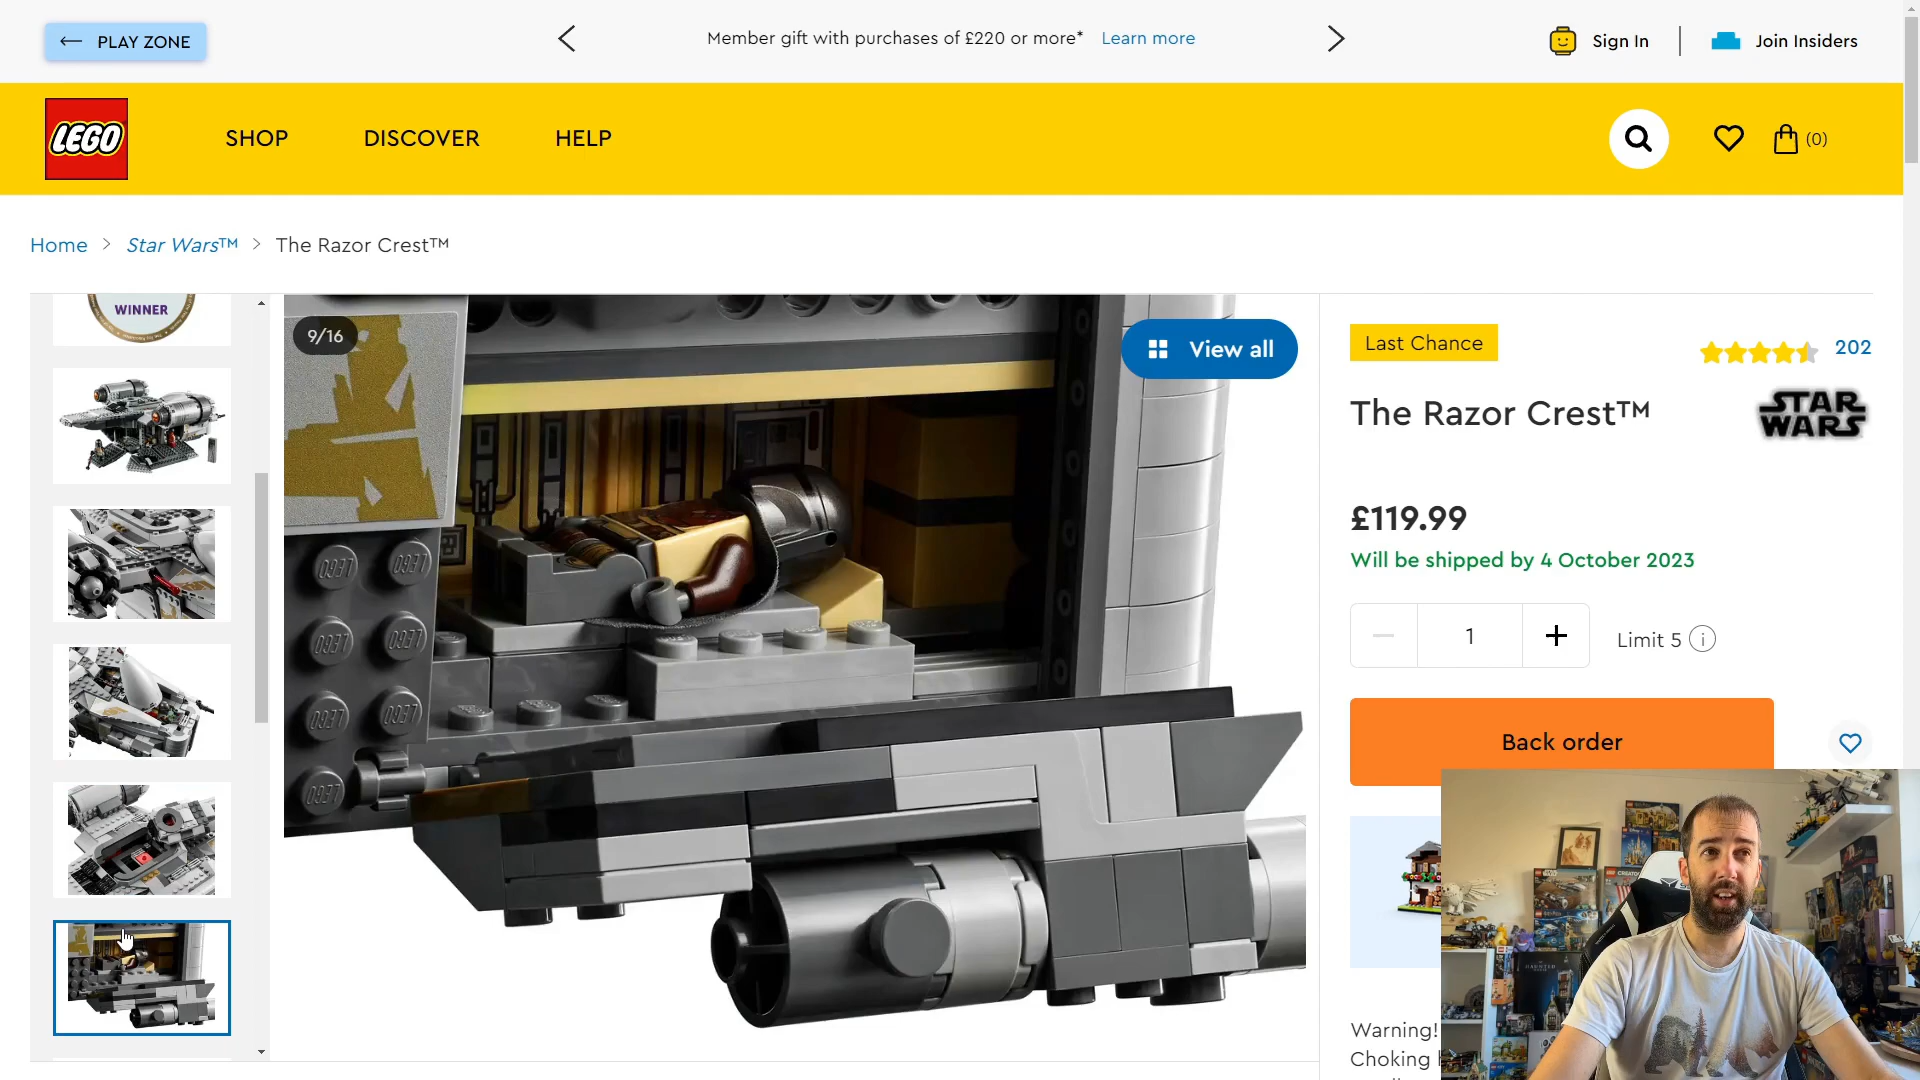 PLAY ZONE
Member gift with purchases of £220 or more* Learn more
Sign In
Join Insiders
LEGO
SHOP
DISCOVER
HELP
(0)
Home > Star Wars™ > The Razor Crest™
WINNER
9/16
View all
Last Chance
202
The Razor Crest™
STAR WARS
£119.99
Will be shipped by 4 October 2023
1
Limit 5
Back order
Warning!
Choking